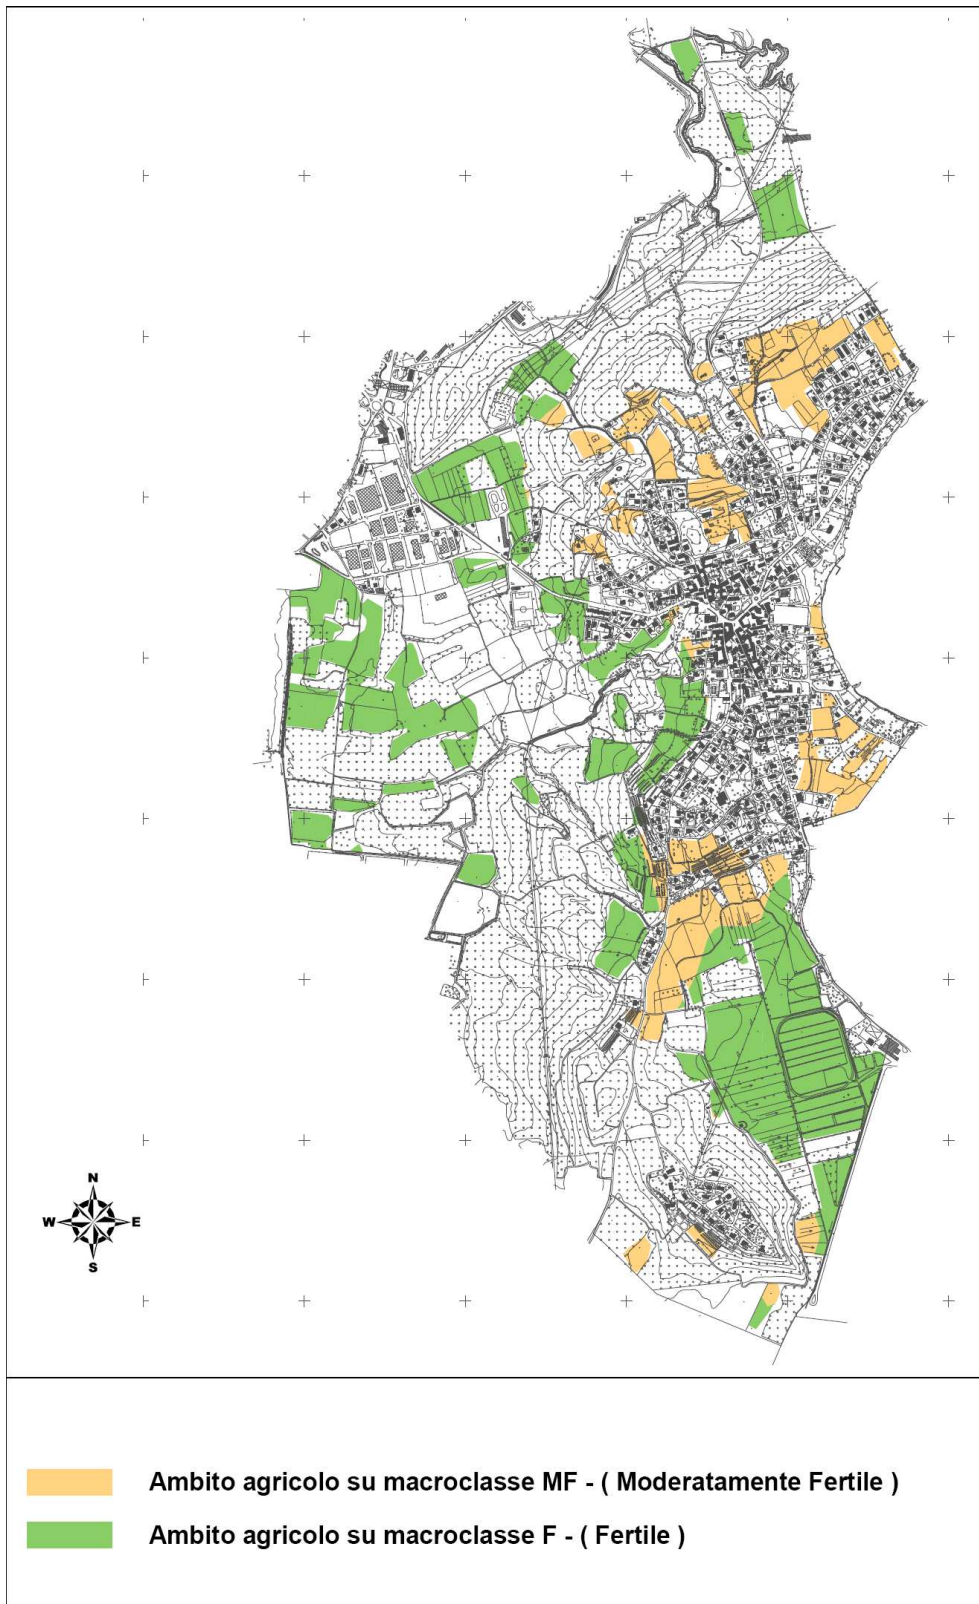 N
W E
S
Ambito agricolo su macroclasse MF - ( Moderatamente Fertile )
Ambito agricolo su macroclasse F - ( Fertile )